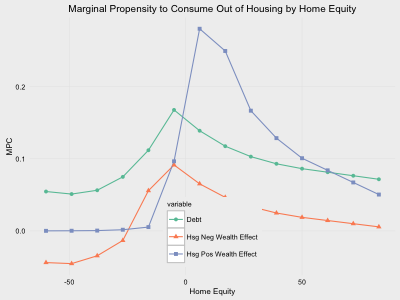 Marginal Propensity to Consume Out of Housing by Home Equity
MPC
0.2
0.1
0.0
variable
Debt
Hsg Neg Wealth Effect
Hsg Pos Wealth Effect
-50
0
50
Home Equity